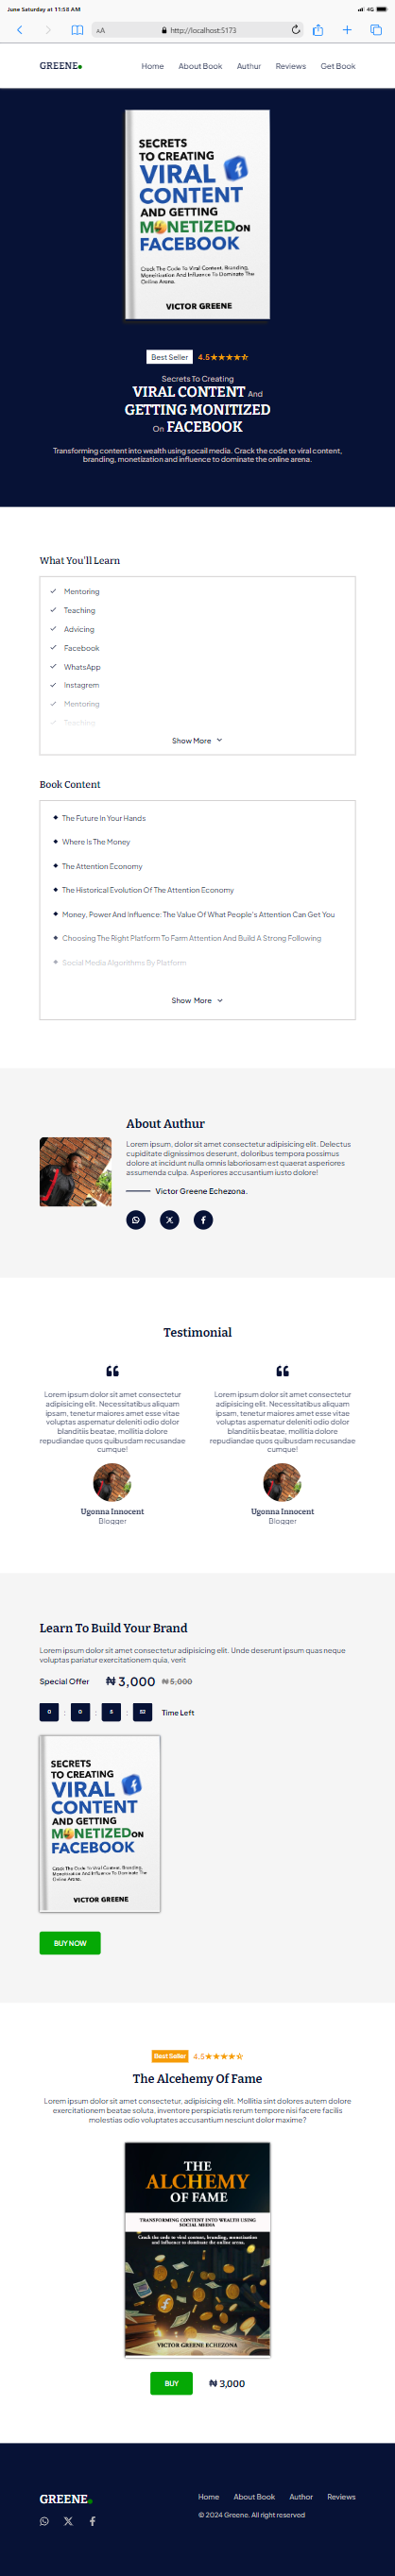 June Saturday at 11:58 AM
4G
AA
http://localhost:5173
GREENE.
Home About Book Authur Reviews Get Book
SECRETS
TO CREATING
VIRAL
CONTENT
AND GETTING
MONETIZED ON
FACEBOOK
Crack The Code To Viral Content, Branding,
Monetisation And Influence To Dominate The
Online Arena.
VICTOR GREENE
Best Seller 4.5
Secrets To Creating
VIRAL CONTENT And
GETTING MONITIZED
On FACEBOOK
Transforming content into wealth using socail media. Crack the code to viral content,
branding, monetization and influence to dominate the online arena.
What You'll Learn
Mentoring
Teaching
Advicing
Facebook
WhatsApp
Instagrem
Mentoring
Teaching
Show More
Book Content
The Future In Your Hands
Where Is The Money
The Attention Economy
The Historical Evolution Of The Attention Economy
Money, Power And Influence: The Value Of What People's Attention Can Get You
Choosing The Right Platform To Farm Attention And Build A Strong Following
Social Media Algorithms By Platform
Show More
About Authur
Lorem ipsum, dolor sit amet consectetur adipisicing elit. Delectus
cupiditate dignissimos deserunt, doloribus tempora possimus
dolore at incidunt nulla omnis laboriosam est quaerat asperiores
assumenda culpa. Asperiores accusantium iusto dolore!
Victor Greene Echezona.
Testimonial
Lorem ipsum dolor sit amet consectetur
adipisicing elit. Necessitatibus aliquam
ipsam, tenetur maiores amet esse vitae
voluptas aspernatur deleniti odio dolor
blanditiis beatae, mollitia dolore
repudiandae quos quibusdam recusandae
cumque!
Ugonna Innocent
Blogger
Lorem ipsum dolor sit amet consectetur
adipisicing elit. Necessitatibus aliquam
ipsam, tenetur maiores amet esse vitae
voluptas aspernatur deleniti odio dolor
blanditiis beatae, mollitia dolore
repudiandae quos quibusdam recusandae
cumque!
Ugonna Innocent
Blogger
Learn To Build Your Brand
Lorem ipsum dolor sit amet consectetur adipisicing elit. Unde deserunt ipsum quas neque
voluptas pariatur exercitationem quia, verit
Special Offer ₦ 3,000 ₦ 5,000
0 : 0 : 5 : 52 Time Left
SECRETS
TO CREATING
VIRAL
CONTENT
AND GETTING
MONETIZED ON
FACEBOOK
Crack The Code To Viral Content, Branding,
Monetisation And Influence To Dominate The
Online Arena.
VICTOR GREENE
BUY NOW
Best Seller 4.5
The Alcehemy Of Fame
Lorem ipsum dolor sit amet consectetur, adipisicing elit. Mollitia sint dolores autem dolore
exercitationem beatae soluta, inventore perspiciatis rerum tempore nisi facere facilis
molestias odio voluptates accusantium nesciunt dolor maxime?
THE
ALCHEMY
OF FAME
TRANSFORMING CONTENT INTO WEALTH USING
SOCIAL MEDIA
Crack the code to viral content, branding, monetisation
and influence to dominate the online arena.
VICTOR GREENE ECHEZONA
BUY ₦ 3,000
GREENE.
Home About Book Author Reviews
© 2024 Greene. All right reserved